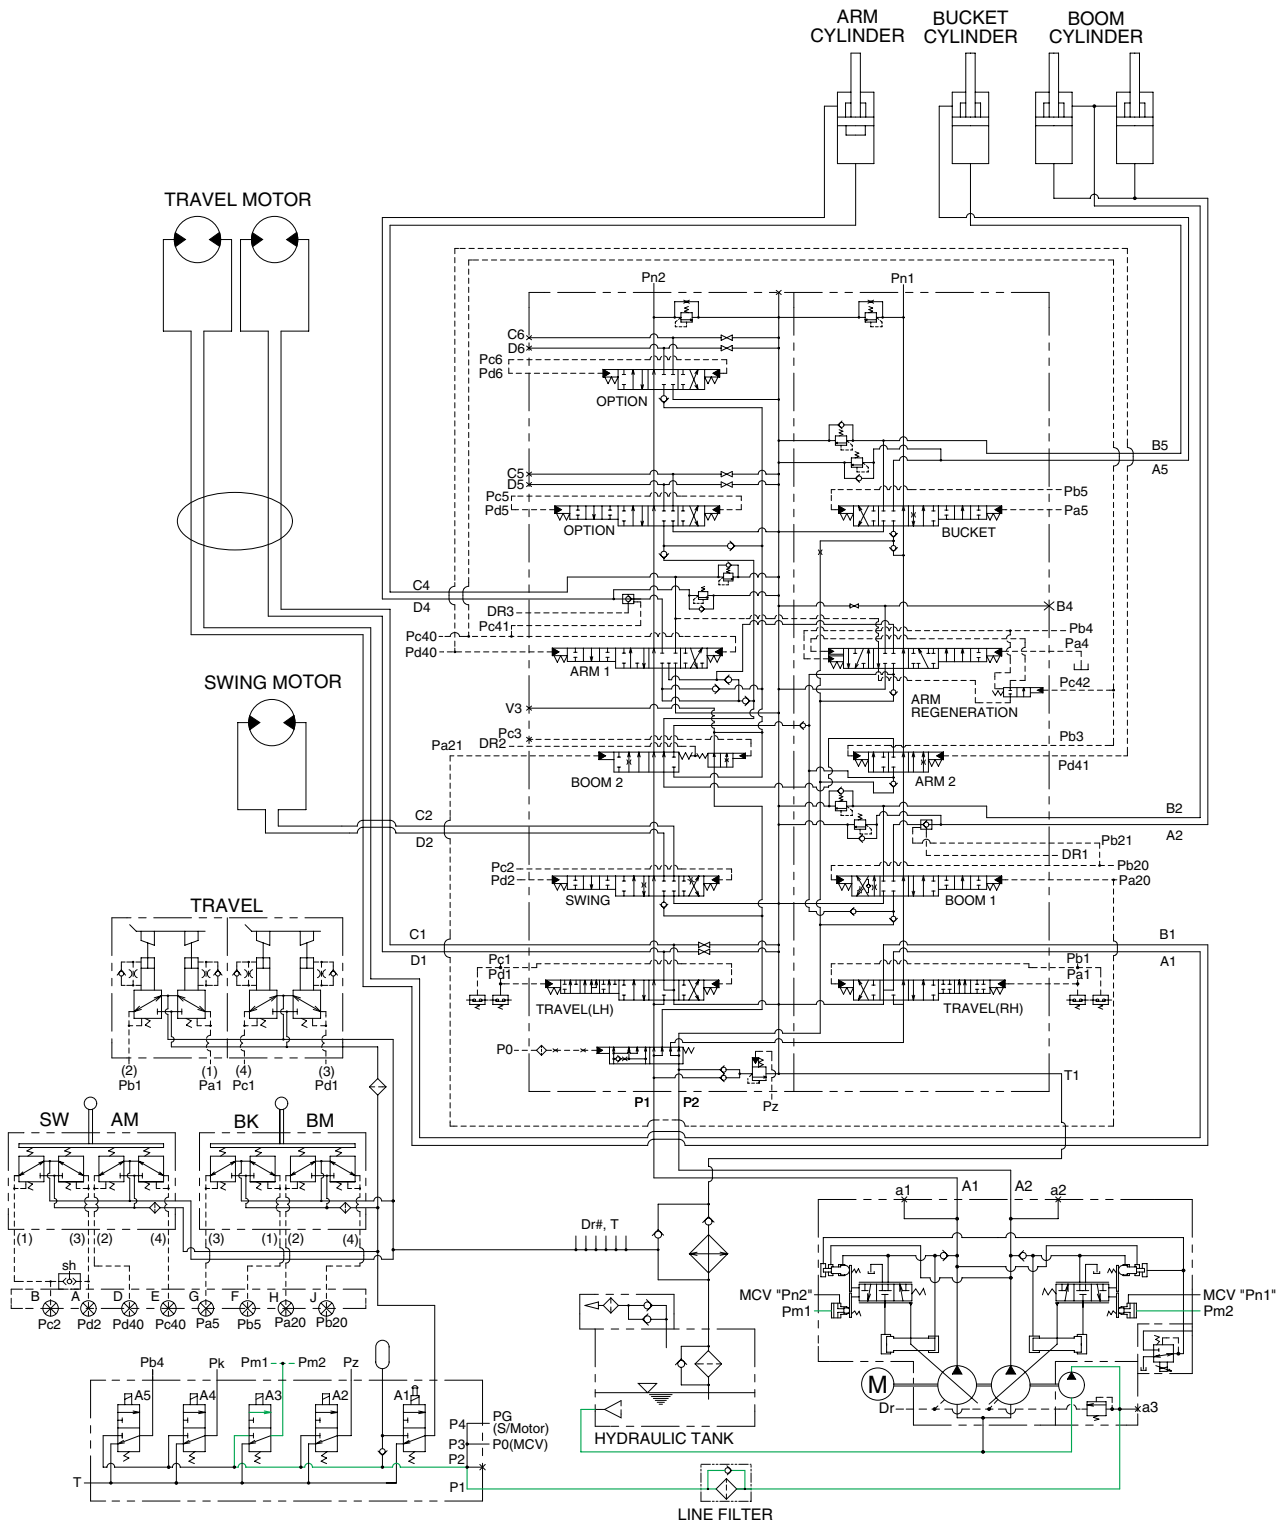 ARM
CYLINDER
BUCKET
CYLINDER
BOOM
CYLINDER
TRAVEL MOTOR
Pn2
Pn1
C6
D6
Pc6
Pd6
OPTION
B5
A5
C5
D5
Pc5
Pd5
OPTION
Pb5
Pa5
BUCKET
C4
D4
DR3
Pc41
Pc40
Pd40
ARM 1
B4
Pb4
Pa4
Pc42
ARM
REGENERATION
SWING MOTOR
V3
Pc3
DR2
Pa21
BOOM 2
Pb3
Pd41
ARM 2
C2
D2
B2
A2
Pb21
DR1
Pc2
Pd2
SWING
Pb20
Pa20
BOOM 1
TRAVEL
C1
D1
B1
A1
Pc1
Pd1
TRAVEL(LH)
Pb1
Pa1
TRAVEL(RH)
P0
(2) (1) (4) (3)
Pb1 Pa1 Pc1 Pd1
T1
P1 P2
Pz
SW AM BK BM
a1 A1 A2 a2
Dr#, T
(1) (3) (2) (4) (3) (1) (2) (4)
sh
B A D E G F H J
Pc2 Pd2 Pd40 Pc40 Pa5 Pb5 Pa20 Pb20
MCV "Pn2"
Pm1
MCV "Pn1"
Pm2
Pb4 Pk Pm1 Pm2 Pz
A5 A4 A3 A2 A1
M
Dr
a3
P4
PG
(S/Motor)
P3
P0(MCV)
P2
HYDRAULIC TANK
T
P1
LINE FILTER